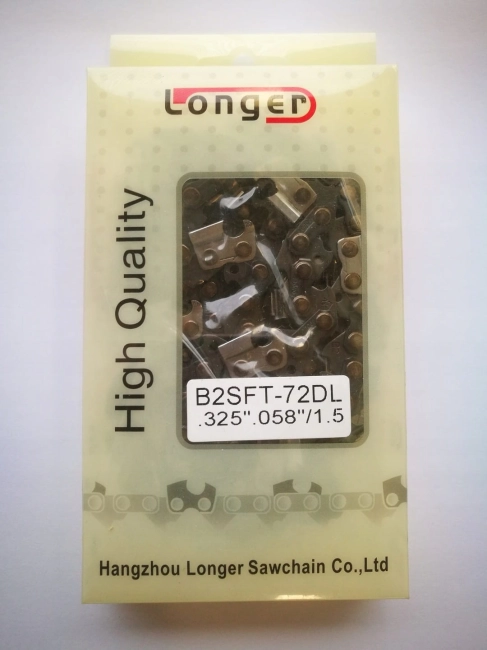 Longer
High Quality
B2SFT-72DL
.325".058"/1.5
Hangzhou Longer Sawchain Co.,Ltd